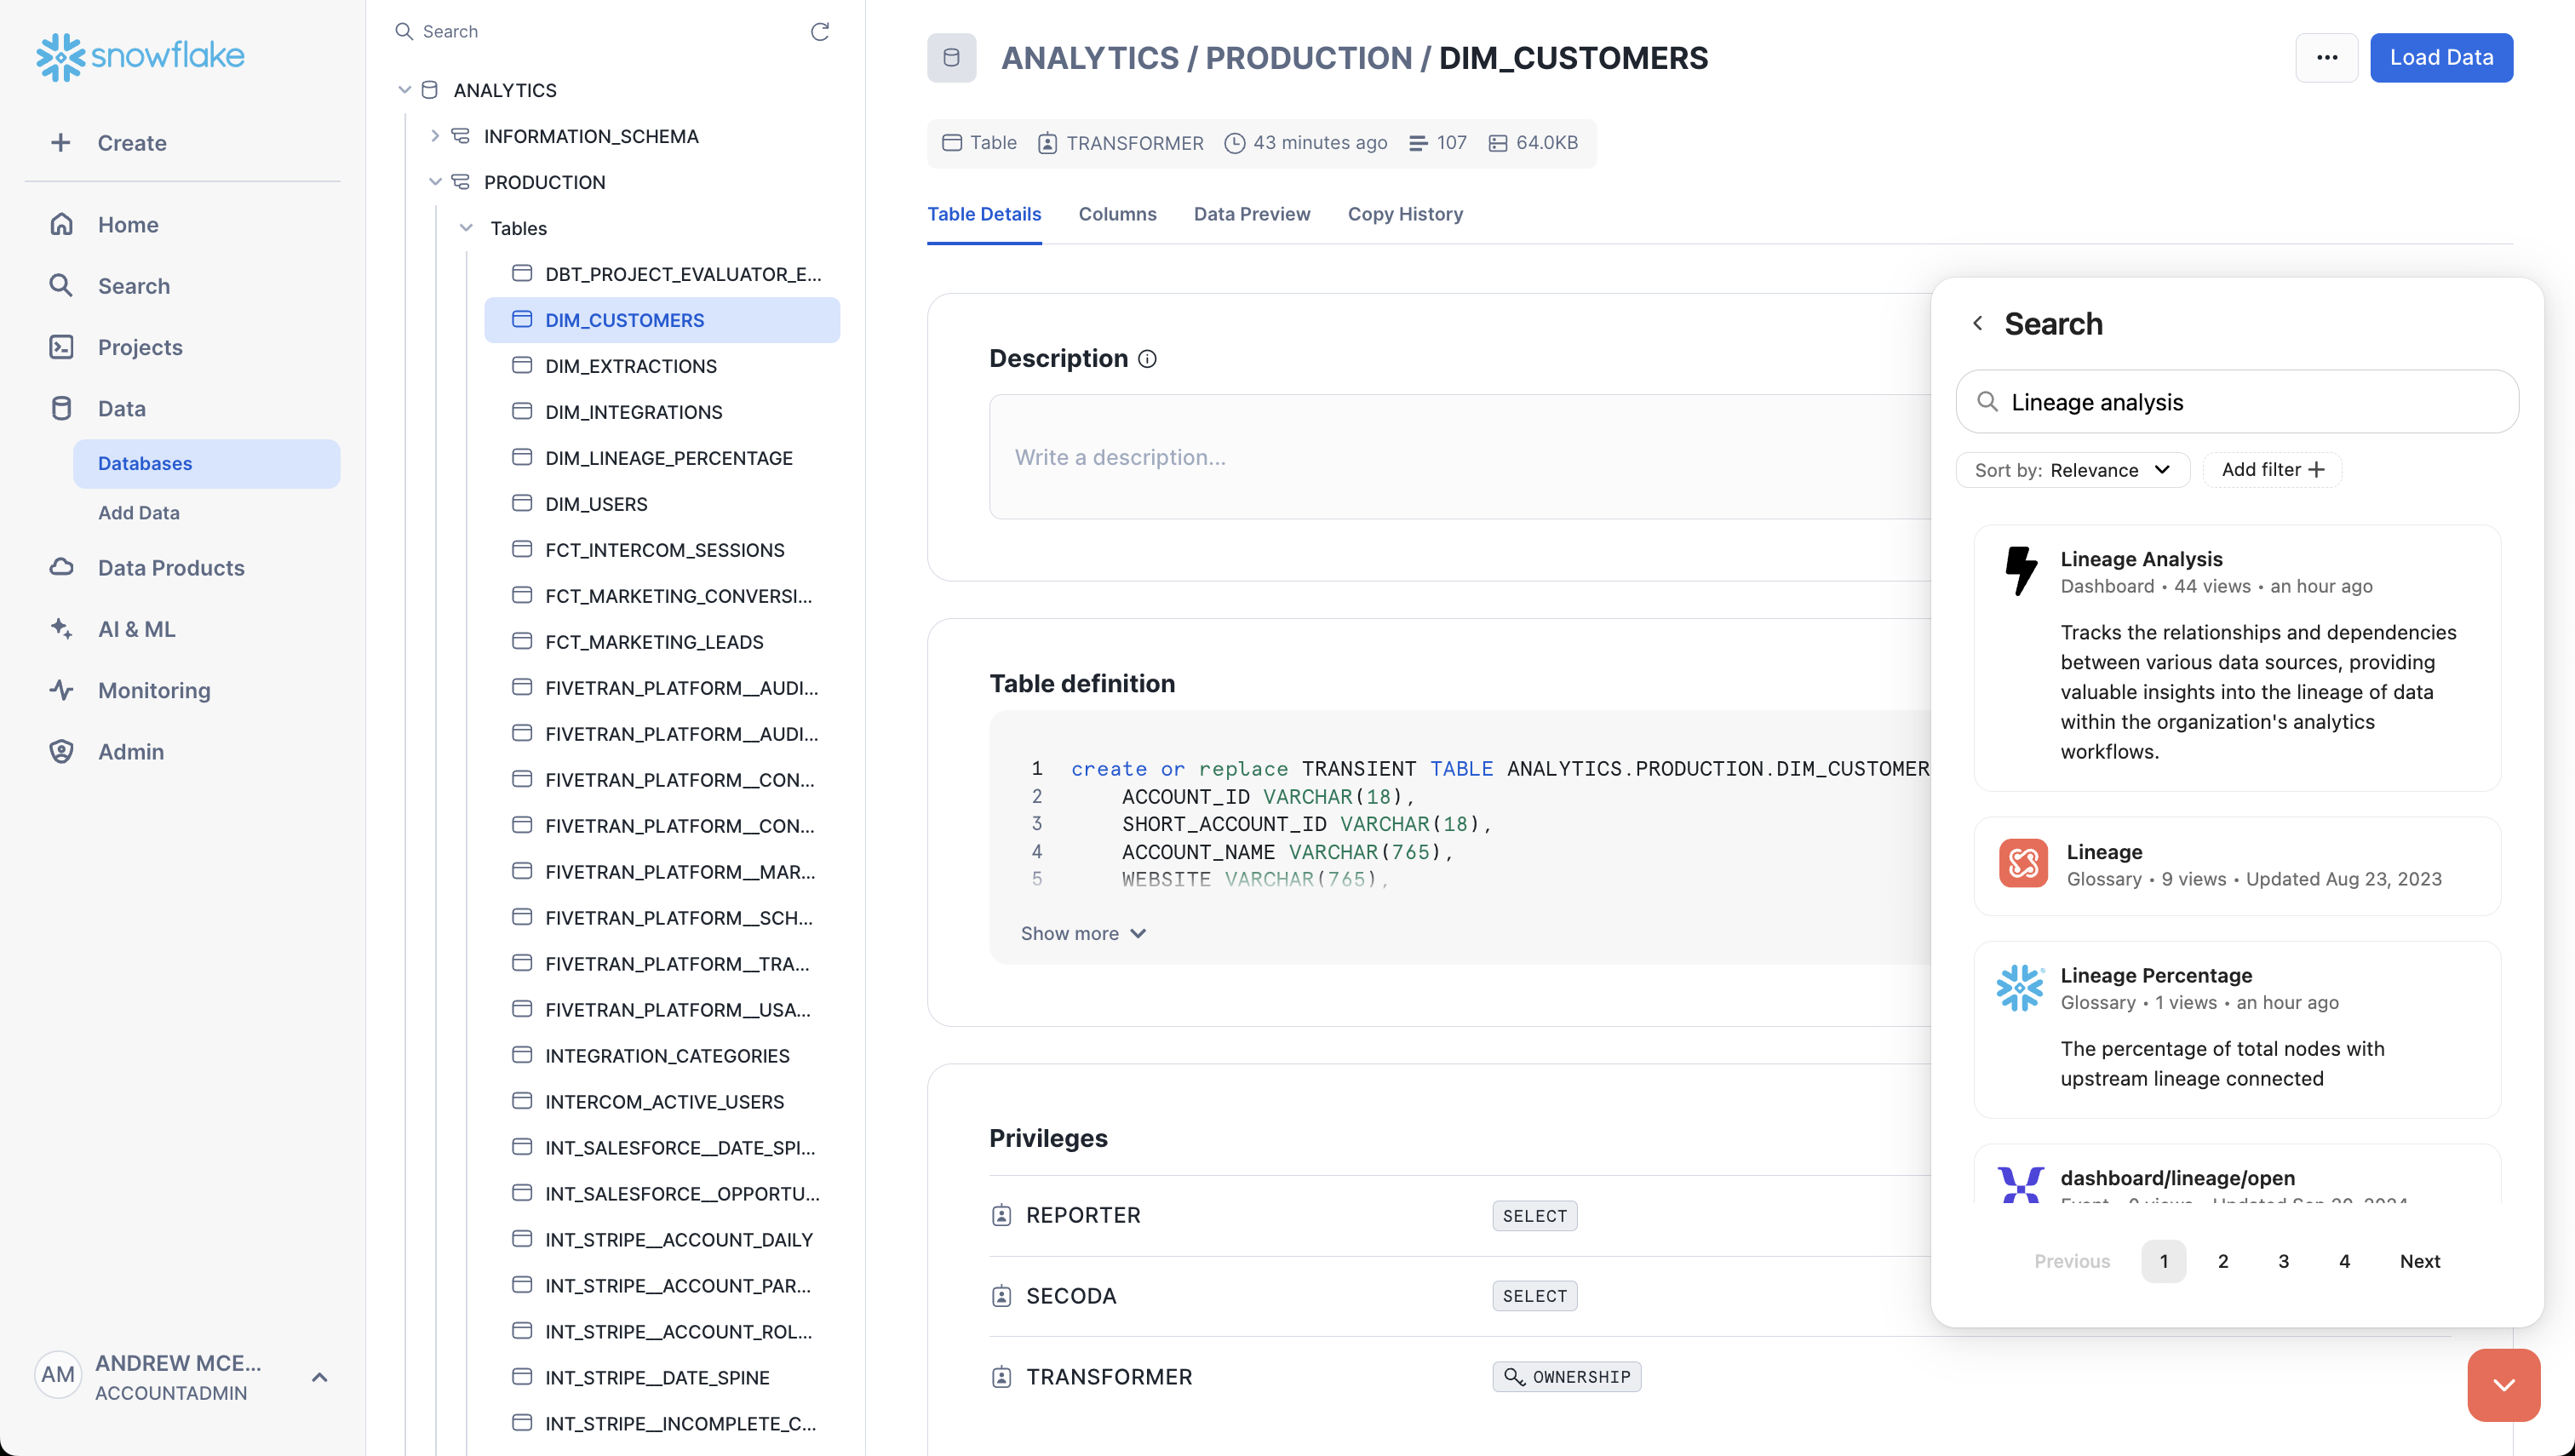 snowflake
Create
Home
Search
Projects
Data
Databases
Add Data
Data Products
AI & ML
Monitoring
Admin
AM
ANDREW MCE...
ACCOUNTADMIN
Search
ANALYTICS
INFORMATION_SCHEMA
PRODUCTION
Tables
DBT_PROJECT_EVALUATOR_E...
DIM_CUSTOMERS
DIM_EXTRACTIONS
DIM_INTEGRATIONS
DIM_LINEAGE_PERCENTAGE
DIM_USERS
FCT_INTERCOM_SESSIONS
FCT_MARKETING_CONVERSI...
FCT_MARKETING_LEADS
FIVETRAN_PLATFORM__AUDI...
FIVETRAN_PLATFORM__AUDI...
FIVETRAN_PLATFORM__CON...
FIVETRAN_PLATFORM__CON...
FIVETRAN_PLATFORM__MAR...
FIVETRAN_PLATFORM__SCH...
FIVETRAN_PLATFORM__TRA...
FIVETRAN_PLATFORM__USA...
INTEGRATION_CATEGORIES
INTERCOM_ACTIVE_USERS
INT_SALESFORCE__DATE_SPI...
INT_SALESFORCE__OPPORTU...
INT_STRIPE__ACCOUNT_DAILY
INT_STRIPE__ACCOUNT_PAR...
INT_STRIPE__ACCOUNT_ROL...
INT_STRIPE__DATE_SPINE
INT_STRIPE__INCOMPLETE_C...
ANALYTICS / PRODUCTION / DIM_CUSTOMERS
... Load Data
Table TRANSFORMER 43 minutes ago 107 64.0KB
Table Details Columns Data Preview Copy History
Description
Write a description...
Table definition
1 create or replace TRANSIENT TABLE ANALYTICS.PRODUCTION.DIM_CUSTOMER
2 ACCOUNT_ID VARCHAR(18),
3 SHORT_ACCOUNT_ID VARCHAR(18),
4 ACCOUNT_NAME VARCHAR(765),
5 WEBSITE VARCHAR(765),
Show more
Privileges
REPORTER SELECT
SECODA SELECT
TRANSFORMER OWNERSHIP
Search
Lineage analysis
Sort by: Relevance Add filter +
Lineage Analysis
Dashboard • 44 views • an hour ago
Tracks the relationships and dependencies
between various data sources, providing
valuable insights into the lineage of data
within the organization's analytics
workflows.
Lineage
Glossary • 9 views • Updated Aug 23, 2023
Lineage Percentage
Glossary • 1 views • an hour ago
The percentage of total nodes with
upstream lineage connected
dashboard/lineage/open
Previous 1 2 3 4 Next